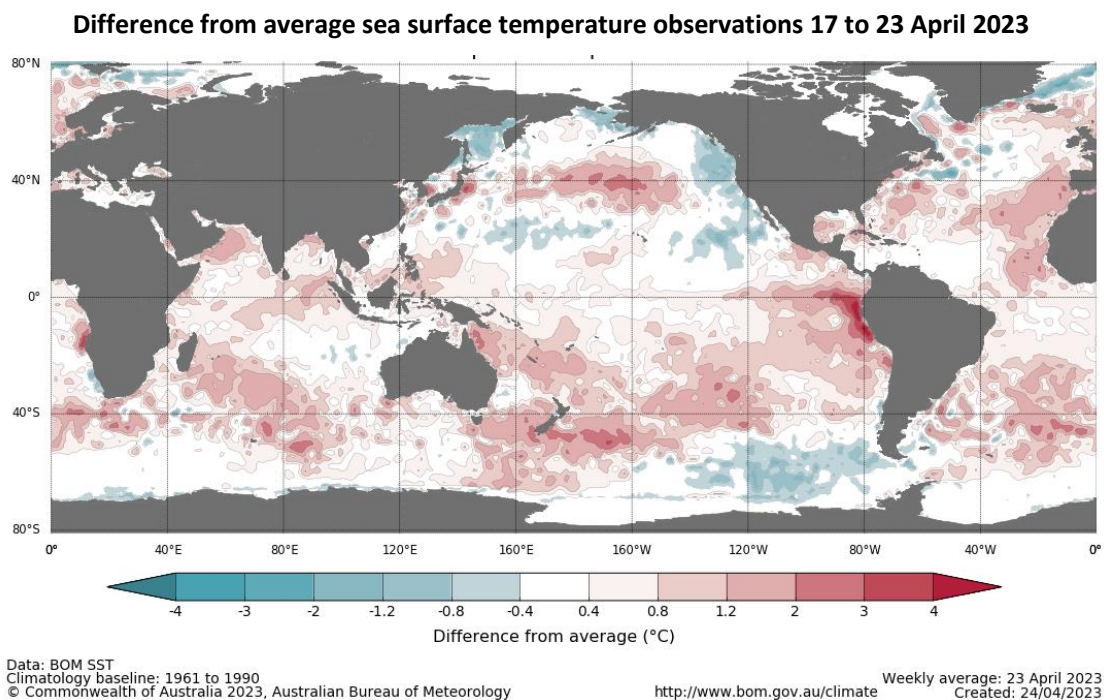 Difference from average sea surface temperature observations 17 to 23 April 2023
80°N
40°N
0°
40°S
80°S
0° 40°E 80°E 120°E 160°E 160°W 120°W 80°W 40°W 0°
-4 -3 -2 -1.2 -0.8 -0.4 0.4 0.8 1.2 2 3 4
Difference from average (°C)
Data: BOM SST
Climatology baseline: 1961 to 1990
© Commonwealth of Australia 2023, Australian Bureau of Meteorology
http://www.bom.gov.au/climate
Weekly average: 23 April 2023
Created: 24/04/2023